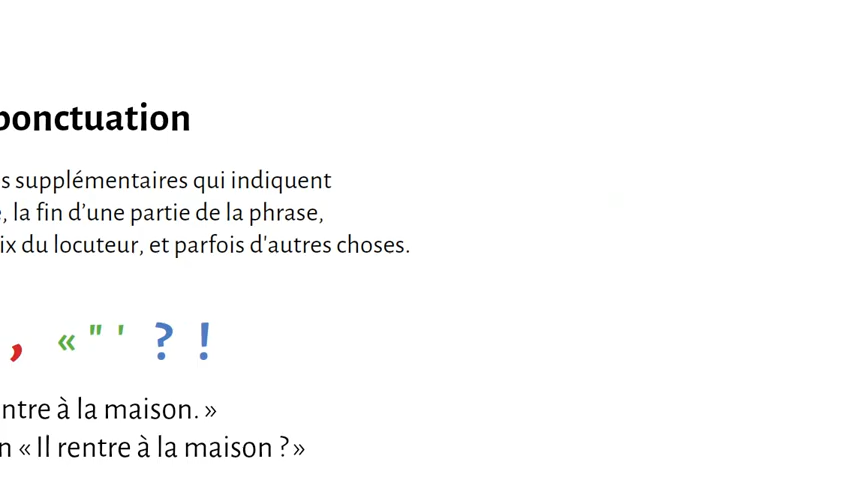 ponctuation
s supplémentaires qui indiquent
, la fin d’une partie de la phrase,
ix du locuteur, et parfois d'autres choses.
, « " ' ? !
ntre à la maison. »
n « Il rentre à la maison ? »